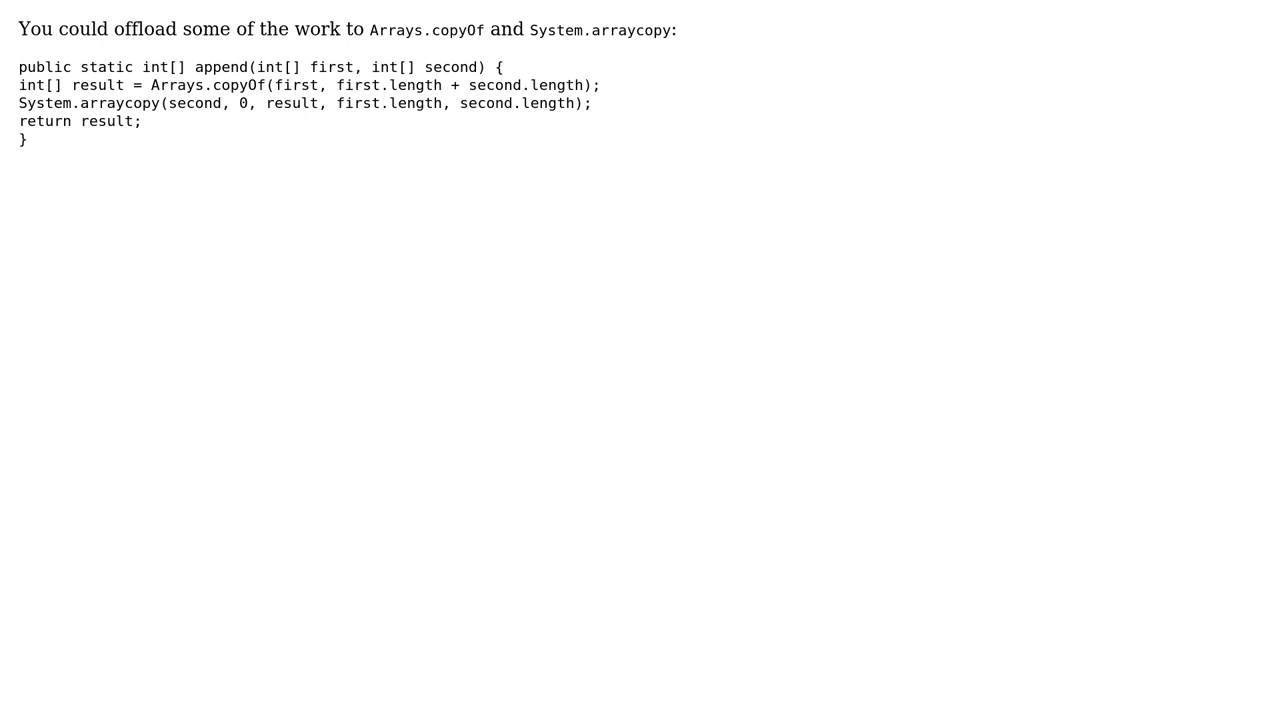 You could offload some of the work to Arrays.copyOf and System.arraycopy:
public static int[] append(int[] first, int[] second) {
int[] result = Arrays.copyOf(first, first.length + second.length);
System.arraycopy(second, 0, result, first.length, second.length);
return result;
}